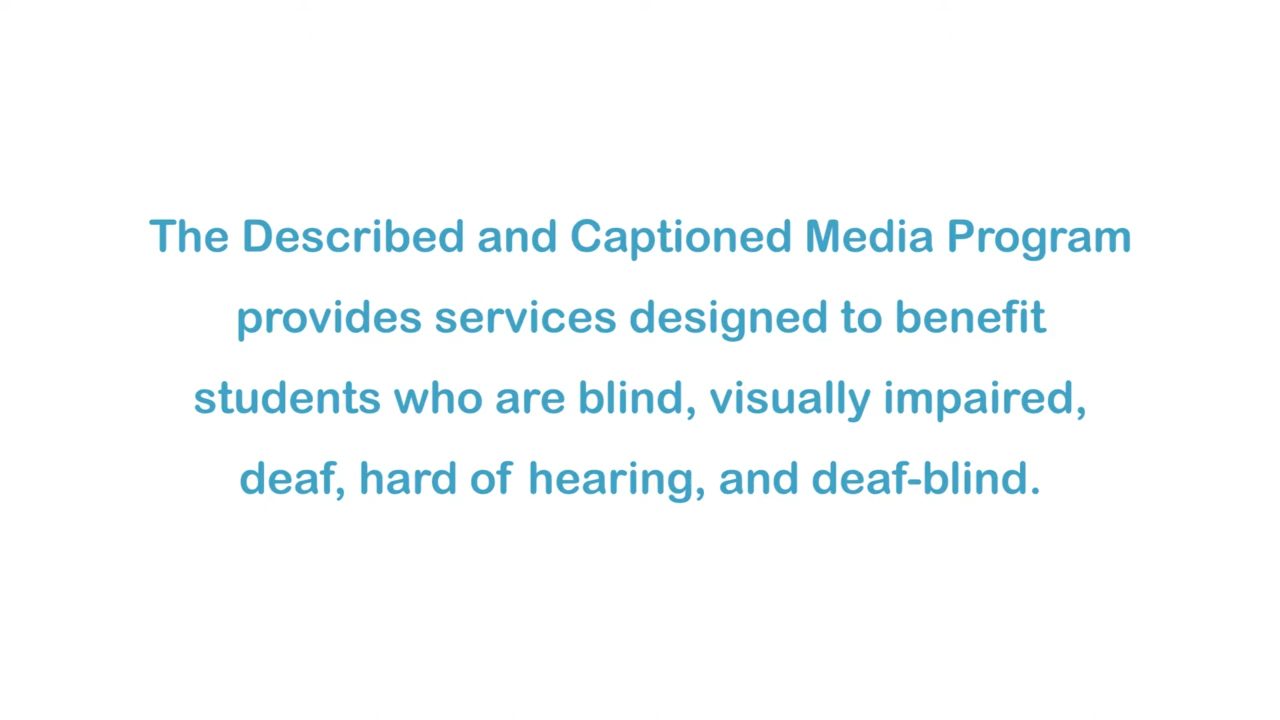 The Described and Captioned Media Program
provides services designed to benefit
students who are blind, visually impaired,
deaf, hard of hearing, and deaf-blind.